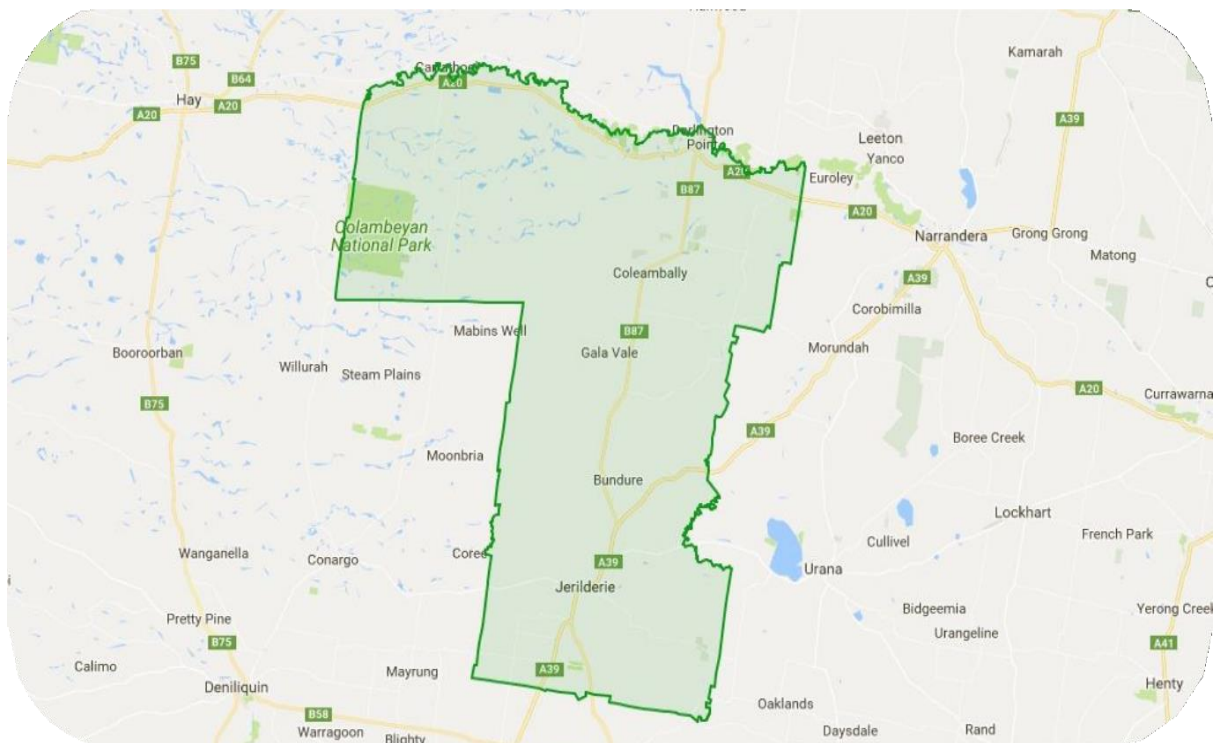 Kamarah
B75
B64
A20
Hay
A20
A20
A39
Darlington
Point
Leeton
Yanco
A20
Euroley
B87
A20
Colambeyan
National Park
Narrandera
Grong Grong
Matong
Coleambally
A39
Corobimilla
Mabins Well
B87
Booroorban
Gala Vale
Morundah
Willurah
Steam Plains
A20
Currawarna
B75
A39
Boree Creek
Moonbria
Bundure
Lockhart
French Park
Cullivel
Wanganella
Conargo
Coree
A39
Urana
Jerilderie
Bidgeemia
Yerong Creek
Pretty Pine
Urangeline
B75
A41
Calimo
Mayrung
A39
Deniliquin
Henty
Oaklands
B58
Warragoon
Blighty
Daysdale
Rand